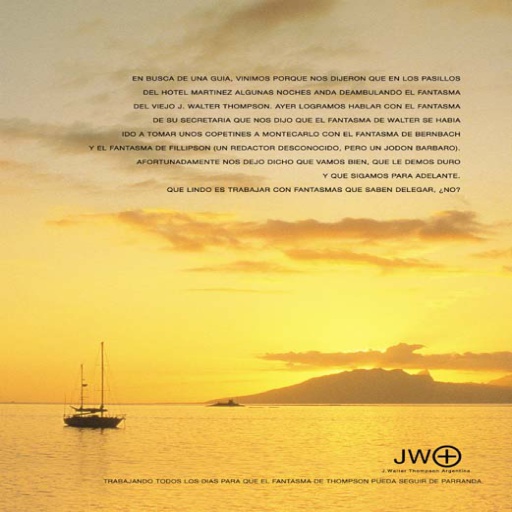 EN BUSCA DE UNA GUIA, VINIMOS PORQUE NOS DIJERON QUE EN LOS PASILLOS
DEL HOTEL MARTINEZ ALGUNAS NOCHES ANDA DEAMBULANDO EL FANTASMA
DEL VIEJO J. WALTER THOMPSON. AYER LOGRAMOS HABLAR CON EL FANTASMA
DE SU SECRETARIA QUE NOS DIJO QUE EL FANTASMA DE WALTER SE HABIA
IDO A TOMAR UNOS COPETINES A MONTECARLO CON EL FANTASMA DE BERNBACH
Y EL FANTASMA DE FILLIPSON (UN REDACTOR DESCONOCIDO, PERO UN JODON BARBARO).
AFORTUNADAMENTE NOS DEJO DICHO QUE VAMOS BIEN, QUE LE DEMOS DURO
Y QUE SIGAMOS PARA ADELANTE.
QUE LINDO ES TRABAJAR CON FANTASMAS QUE SABEN DELEGAR, ¿NO?
JW
J.Walter Thompson Argentina
TRABAJANDO TODOS LOS DIAS PARA QUE EL FANTASMA DE THOMPSON PUEDA SEGUIR DE PARRANDA.